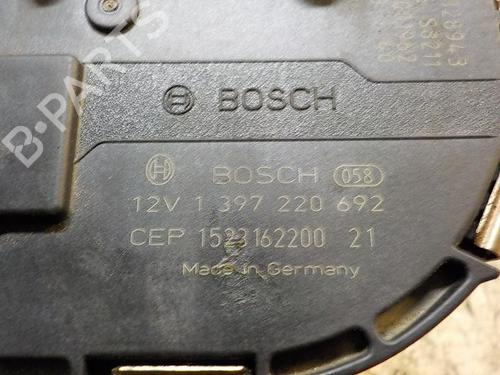 BOSCH
BOSCH 058
12V 1 397 220 692
CEP 1523162200 21
Made in Germany
B-PARTS